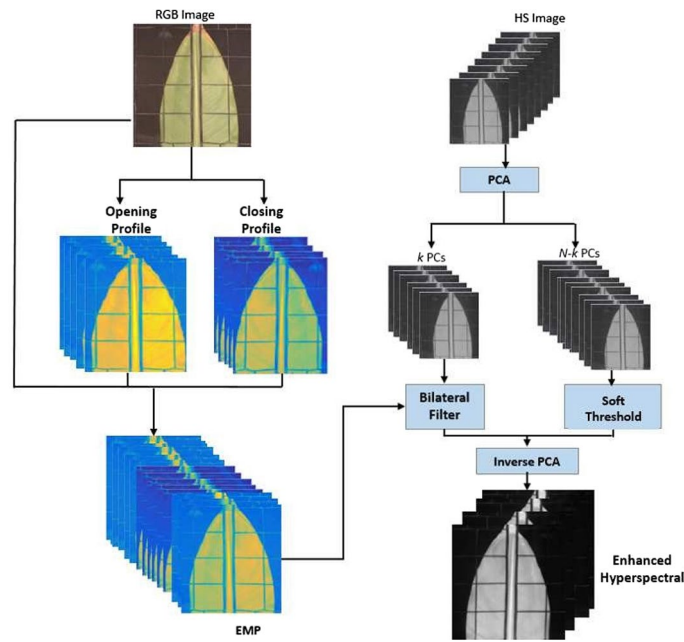 RGB Image
HS Image
PCA
Opening
Profile
Closing
Profile
k PCs
N-k PCs
Bilateral
Filter
Soft
Threshold
Inverse PCA
Enhanced
Hyperspectral
EMP